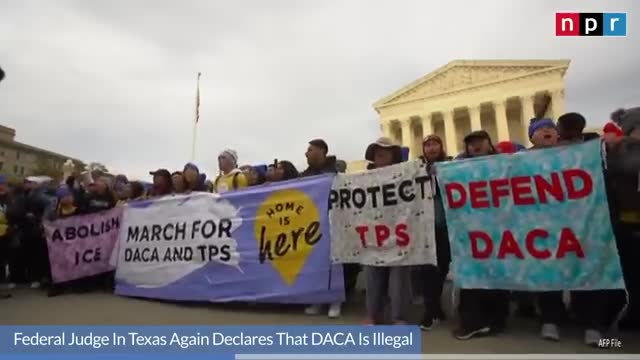 npr
ABOLISH
ICE
MARCH FOR
DACA AND TPS
HOME IS
here
PROTECT
TPS
DEFEND
DACA
AFP File
Federal Judge In Texas Again Declares That DACA Is Illegal